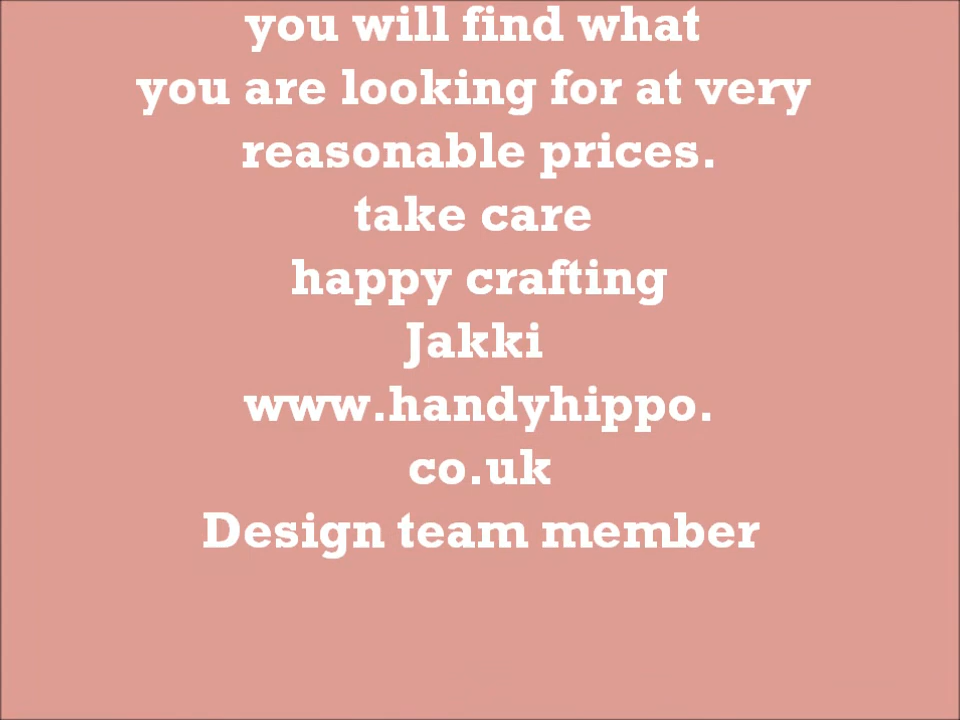 you will find what
you are looking for at very
reasonable prices.
take care
happy crafting
Jakki
www.handyhippo.
co.uk
Design team member